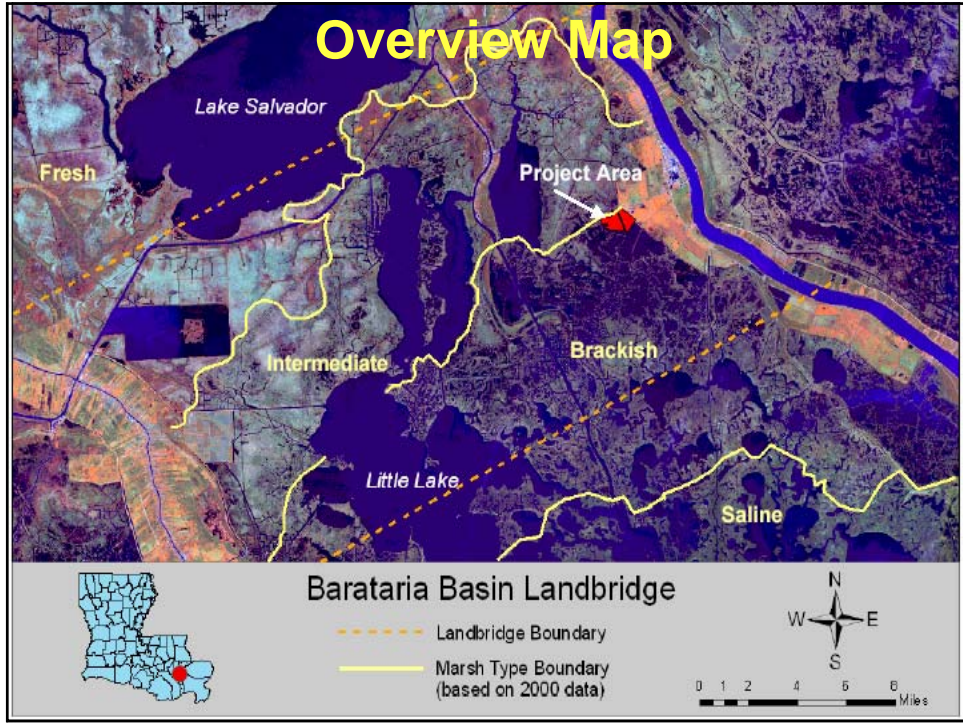 Overview Map
Lake Salvador
Fresh
Project Area
Intermediate
Brackish
Little Lake
Saline
Barataria Basin Landbridge
Landbridge Boundary
Marsh Type Boundary
(based on 2000 data)
N
W E
S
0 1 2 4 6 8
Miles